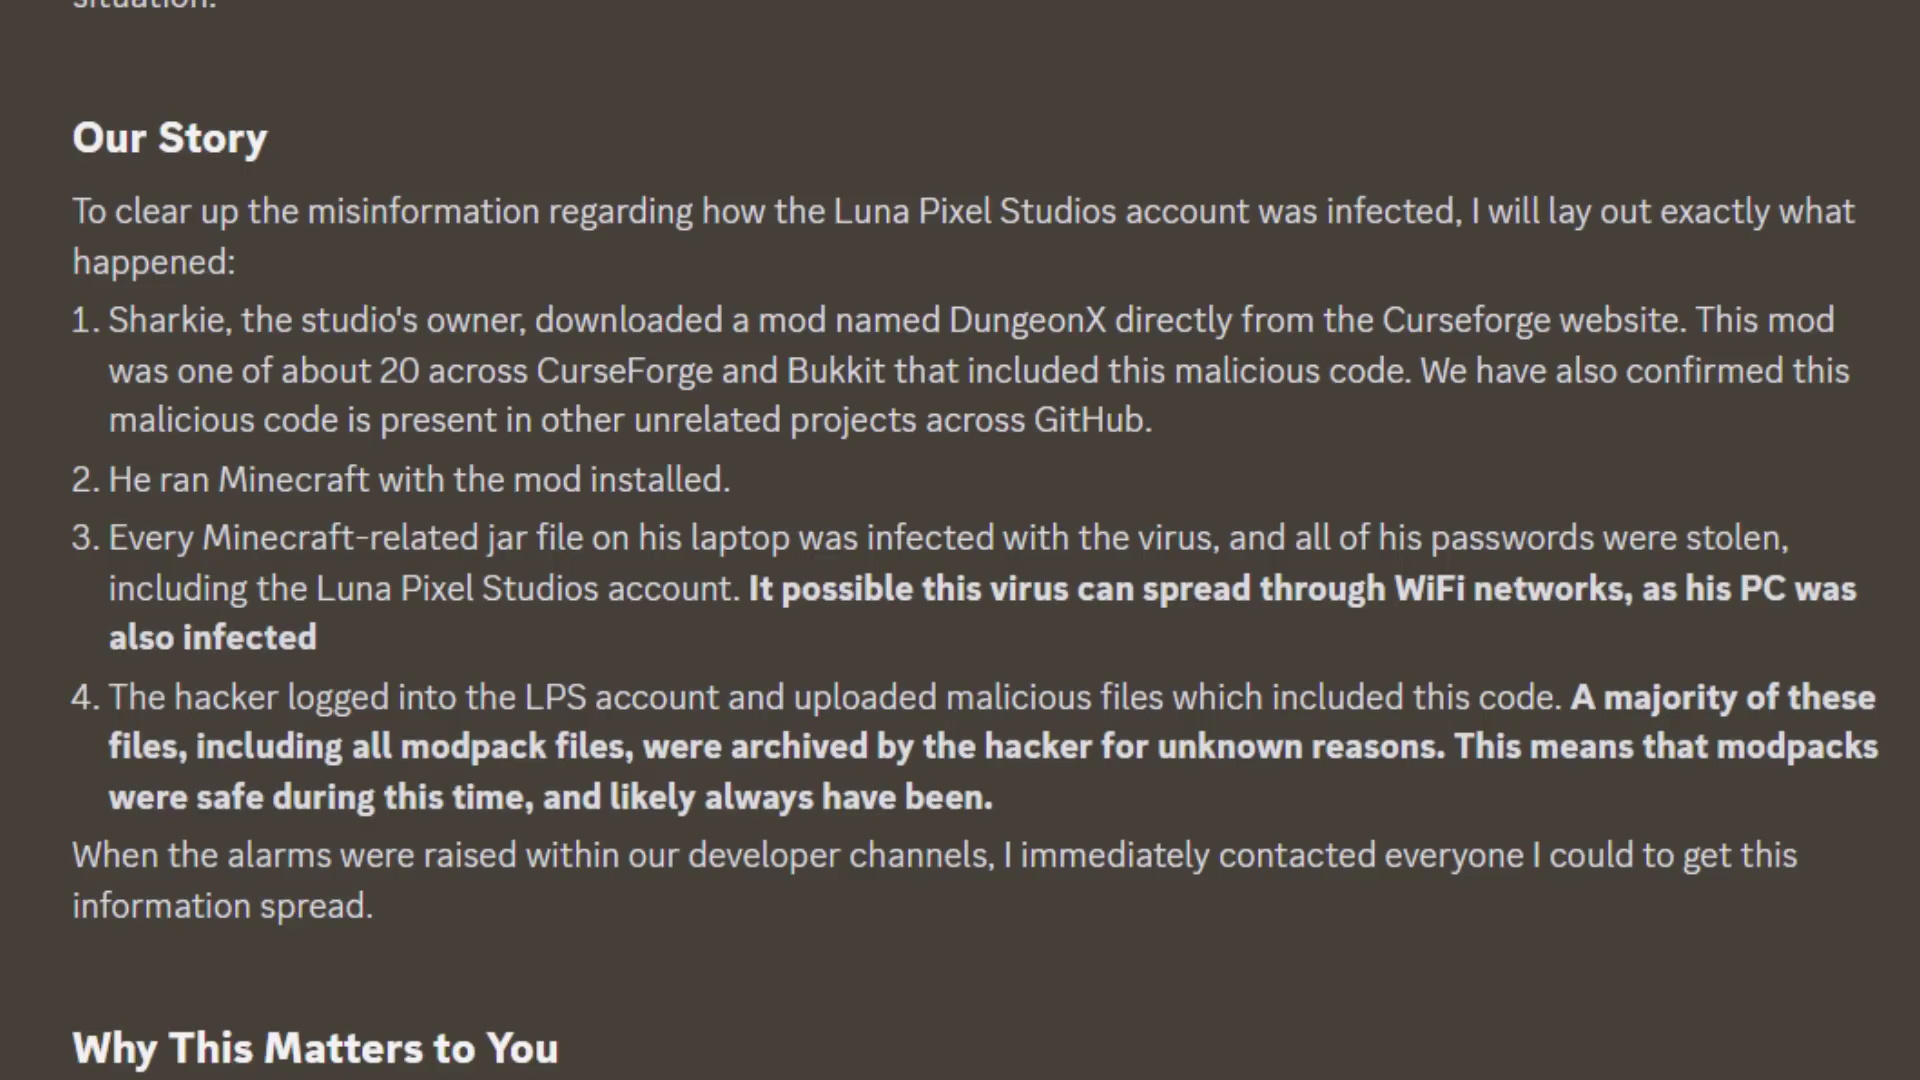 situation.
Our Story
To clear up the misinformation regarding how the Luna Pixel Studios account was infected, I will lay out exactly what
happened:
1. Sharkie, the studio's owner, downloaded a mod named DungeonX directly from the Curseforge website. This mod
was one of about 20 across CurseForge and Bukkit that included this malicious code. We have also confirmed this
malicious code is present in other unrelated projects across GitHub.
2. He ran Minecraft with the mod installed.
3. Every Minecraft-related jar file on his laptop was infected with the virus, and all of his passwords were stolen,
including the Luna Pixel Studios account. It possible this virus can spread through WiFi networks, as his PC was
also infected
4. The hacker logged into the LPS account and uploaded malicious files which included this code. A majority of these
files, including all modpack files, were archived by the hacker for unknown reasons. This means that modpacks
were safe during this time, and likely always have been.
When the alarms were raised within our developer channels, I immediately contacted everyone I could to get this
information spread.
Why This Matters to You